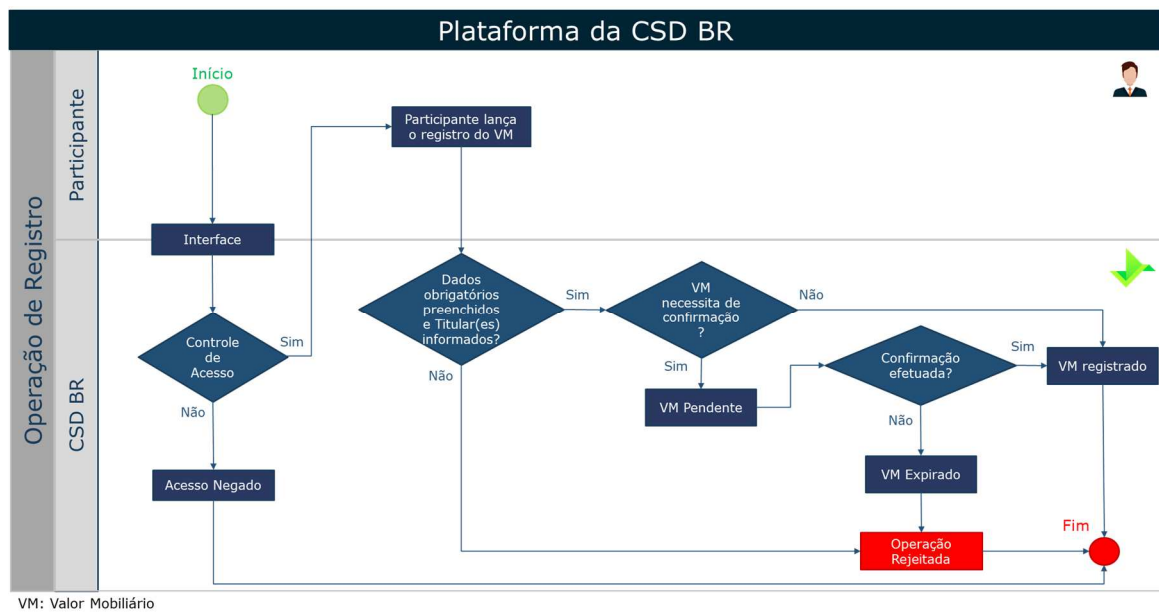 Plataforma da CSD BR
Operação de Registro
Participante
CSD BR
Início
Participante lança
o registro do VM
Interface
Controle
de
Acesso
Sim
Não
Acesso Negado
Dados
obrigatórios
preenchidos
e Titular(es)
informados?
Sim
Não
VM
necessita de
confirmação
?
Não
Sim
VM Pendente
Confirmação
efetuada?
Sim
Não
VM registrado
VM Expirado
Operação
Rejeitada
Fim
VM: Valor Mobiliário